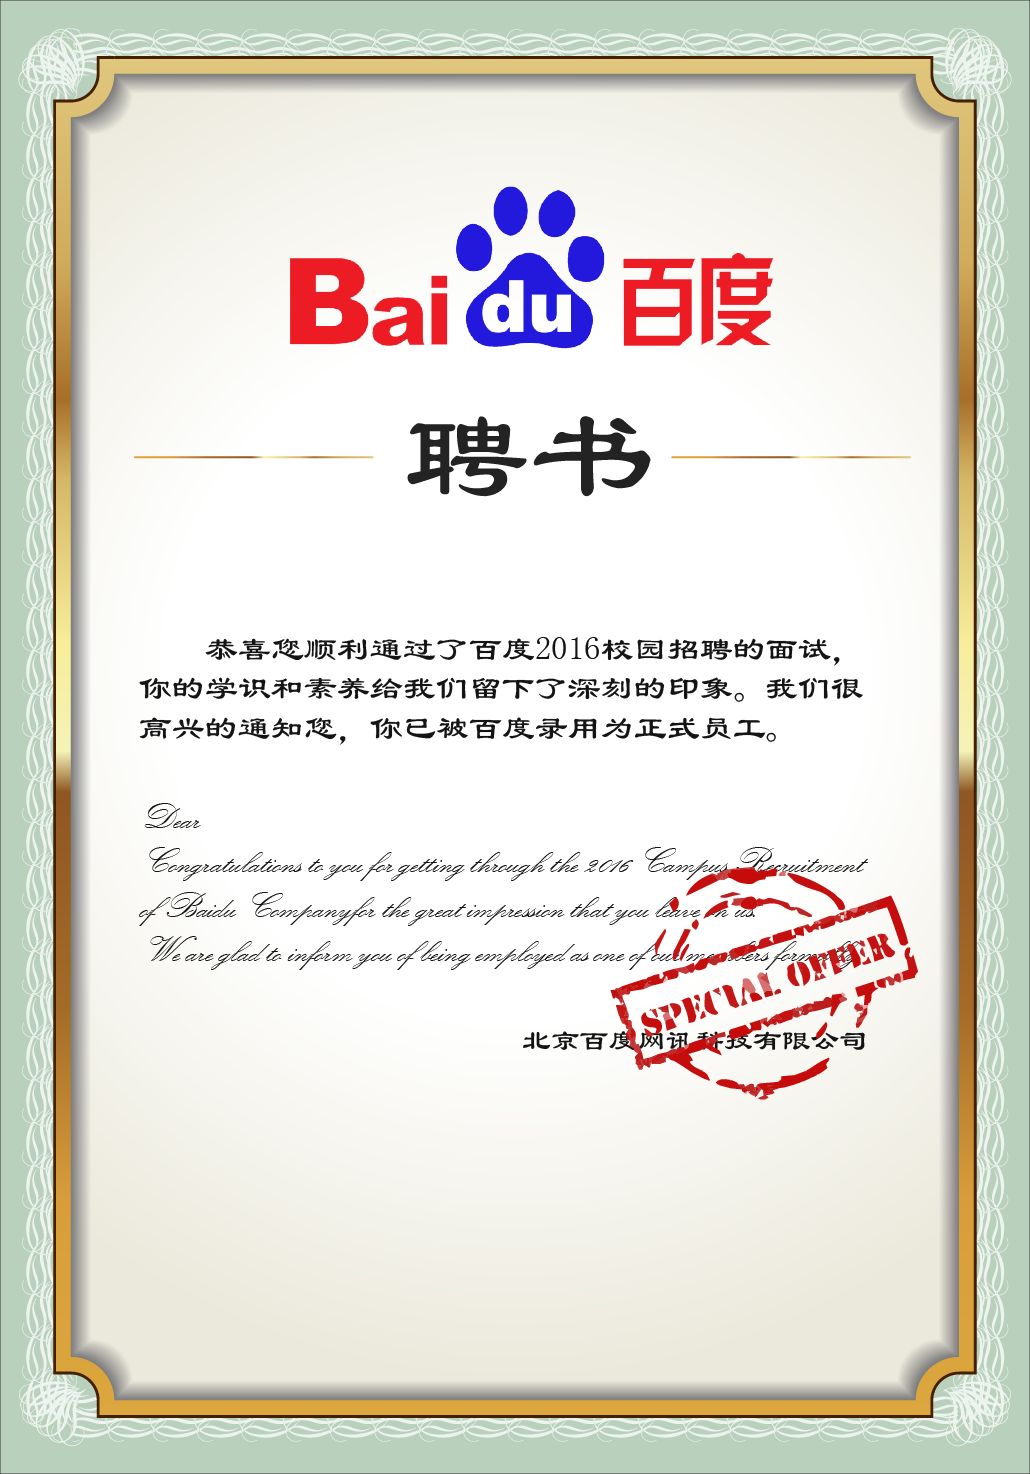 Bai du 百度
聘书
恭喜您顺利通过了百度2016校园招聘的面试，
你的学识和素养给我们留下了深刻的印象。我们很
高兴的通知您，你已被百度录用为正式员工。
Dear
Congratulations to you for getting through the 2016 Campus Recruitment
of Baidu Companyfor the great impression that you leave on us.
We are glad to inform you of being employed as one of our members formally.
SPECIAL OFFER
北京百度网讯科技有限公司